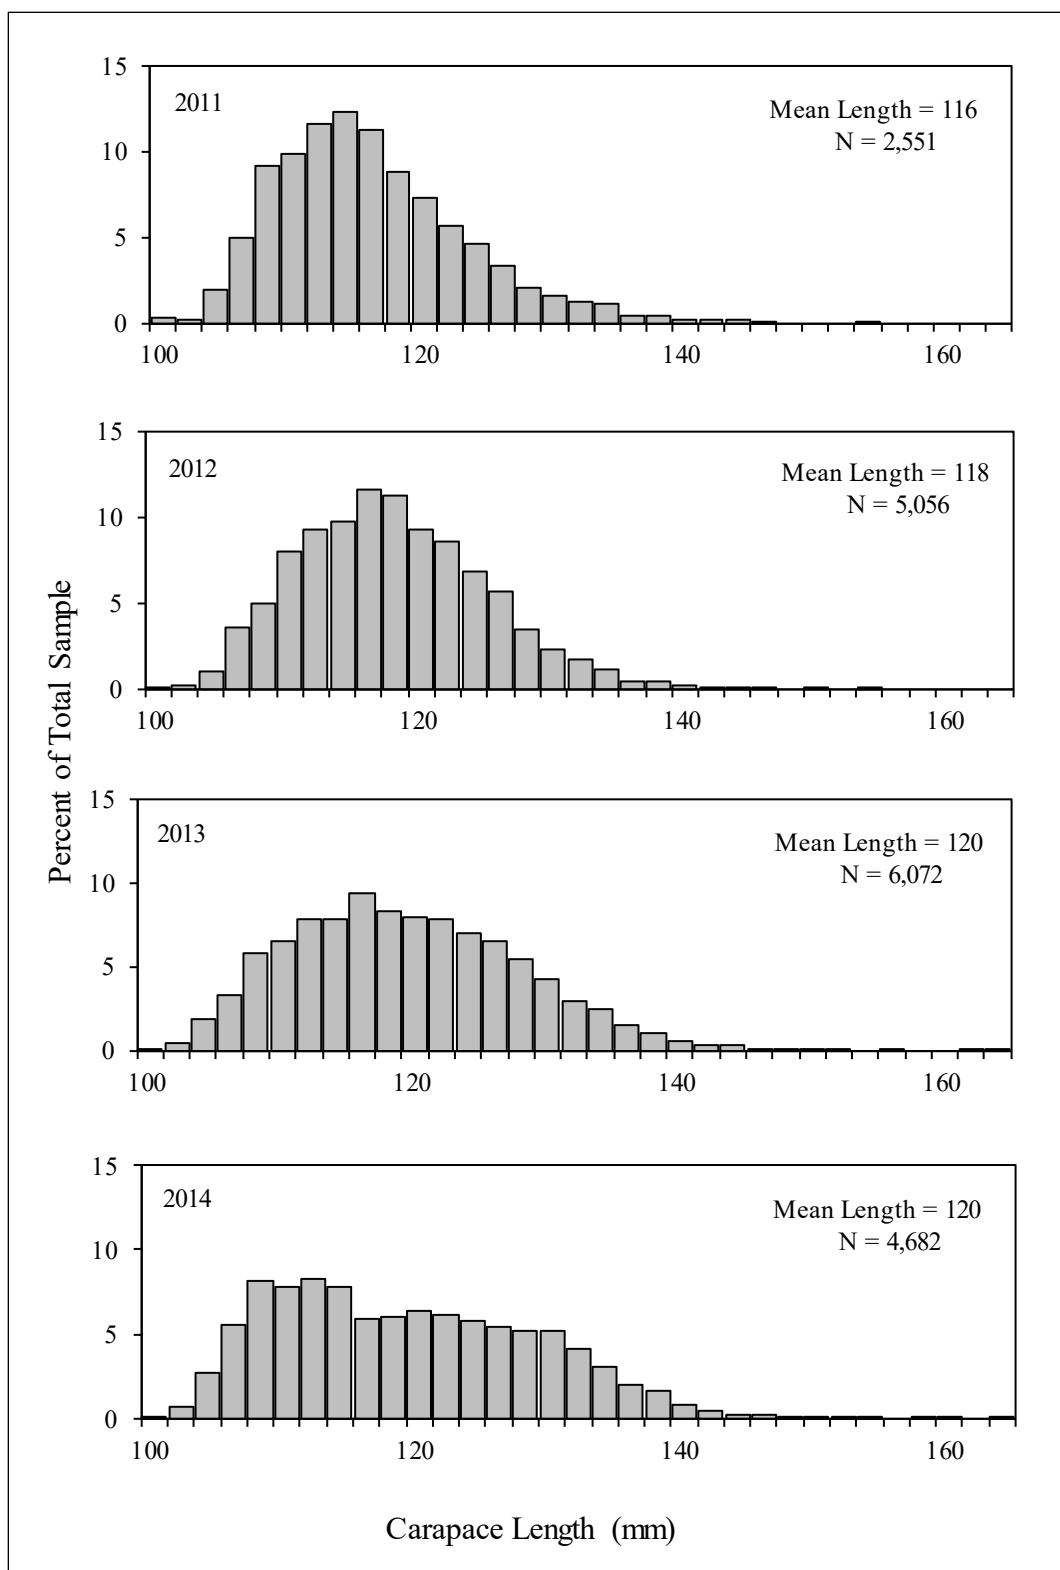 15
2011
Mean Length = 116
N = 2,551
10
5
0
100 120 140 160
15
2012
Mean Length = 118
N = 5,056
10
5
0
100 120 140 160
Percent of Total Sample
15
2013
Mean Length = 120
N = 6,072
10
5
0
100 120 140 160
15
2014
Mean Length = 120
N = 4,682
10
5
0
100 120 140 160
Carapace Length (mm)